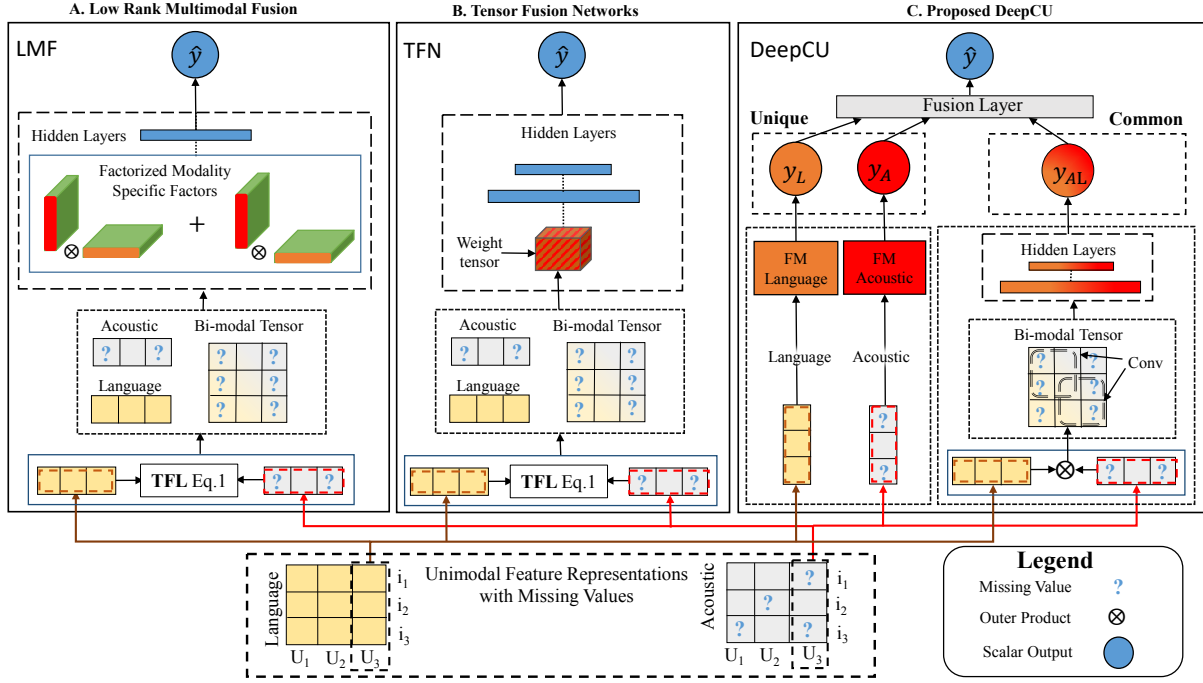 A. Low Rank Multimodal Fusion
LMF
ŷ
Hidden Layers
Factorized Modality
Specific Factors
⊗
+
⊗
Acoustic
? ?
Language
Bi-modal Tensor
? ?
? ?
? ?
TFL Eq.1
? ?
B. Tensor Fusion Networks
TFN
ŷ
Hidden Layers
Weight
tensor
Acoustic
? ?
Language
Bi-modal Tensor
? ?
? ?
? ?
TFL Eq.1
? ?
C. Proposed DeepCU
DeepCU
ŷ
Fusion Layer
Unique
Common
y_L
y_A
y_AL
FM
Language
FM
Acoustic
Language
Acoustic
?
?
Hidden Layers
Bi-modal Tensor
? ?
? ?
? ?
Conv
⊗
? ?
Language
i₁
i₂
i₃
U₁ U₂ U₃
Unimodal Feature Representations
with Missing Values
Acoustic
? i₁
? i₂
? ? i₃
U₁ U₂ U₃
Legend
Missing Value ?
Outer Product ⊗
Scalar Output